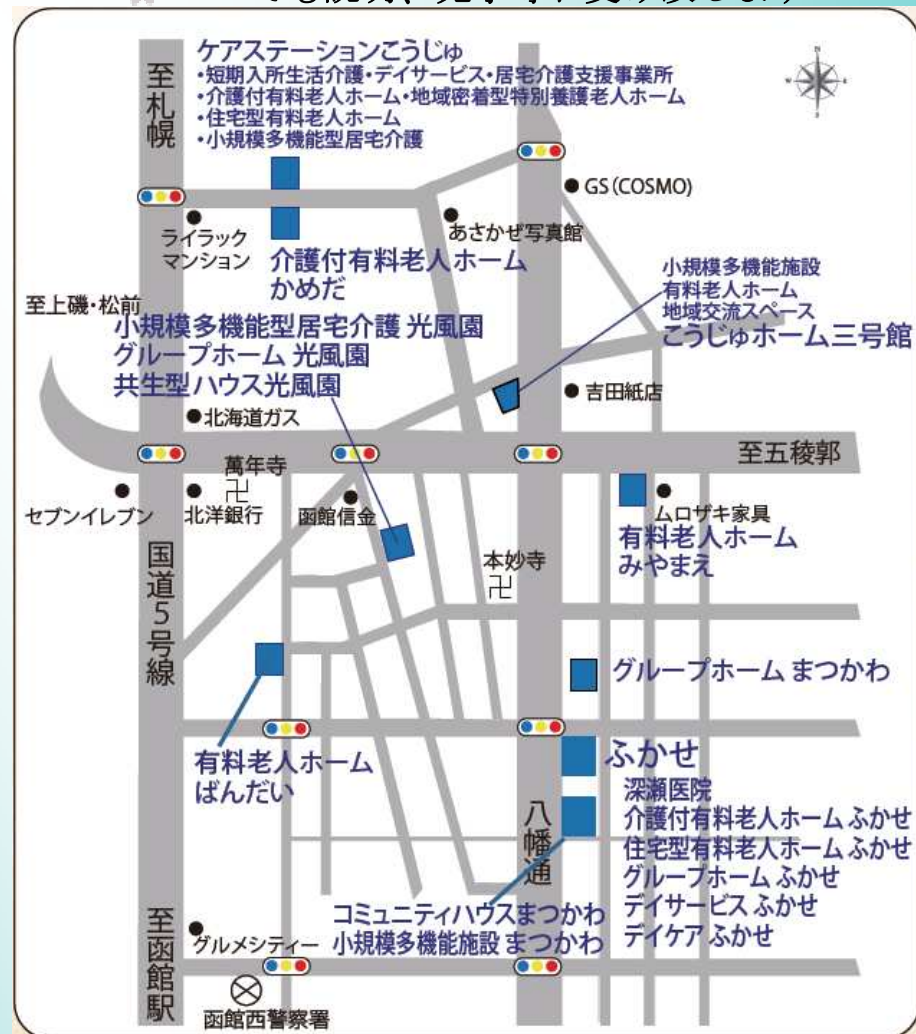 ケアステーションこうじゅ
・短期入所生活介護・デイサービス・居宅介護支援事業所
・介護付有料老人ホーム・地域密着型特別養護老人ホーム
・住宅型有料老人ホーム
・小規模多機能型居宅介護
至札幌
N
W
E
S
GS(COSMO)
ライラック
マンション
あさかぜ写真館
介護付有料老人ホーム
かめだ
小規模多機能施設
有料老人ホーム
地域交流スペース
こうじゅホーム三号館
至上磯・松前
小規模多機能型居宅介護 光風園
グループホーム 光風園
共生型ハウス光風園
吉田紙店
北海道ガス
至五稜郭
萬年寺
卍
セブンイレブン
北洋銀行
函館信金
ムロザキ家具
有料老人ホーム
みやまえ
本妙寺
卍
国道5号線
グループホーム まつかわ
有料老人ホーム
ばんだい
ふかせ
深瀬医院
介護付有料老人ホーム ふかせ
住宅型有料老人ホーム ふかせ
グループホーム ふかせ
デイサービス ふかせ
デイケア ふかせ
八幡通
コミュニティハウスまつかわ
小規模多機能施設 まつかわ
至函館駅
グルメシティー
函館西警察署